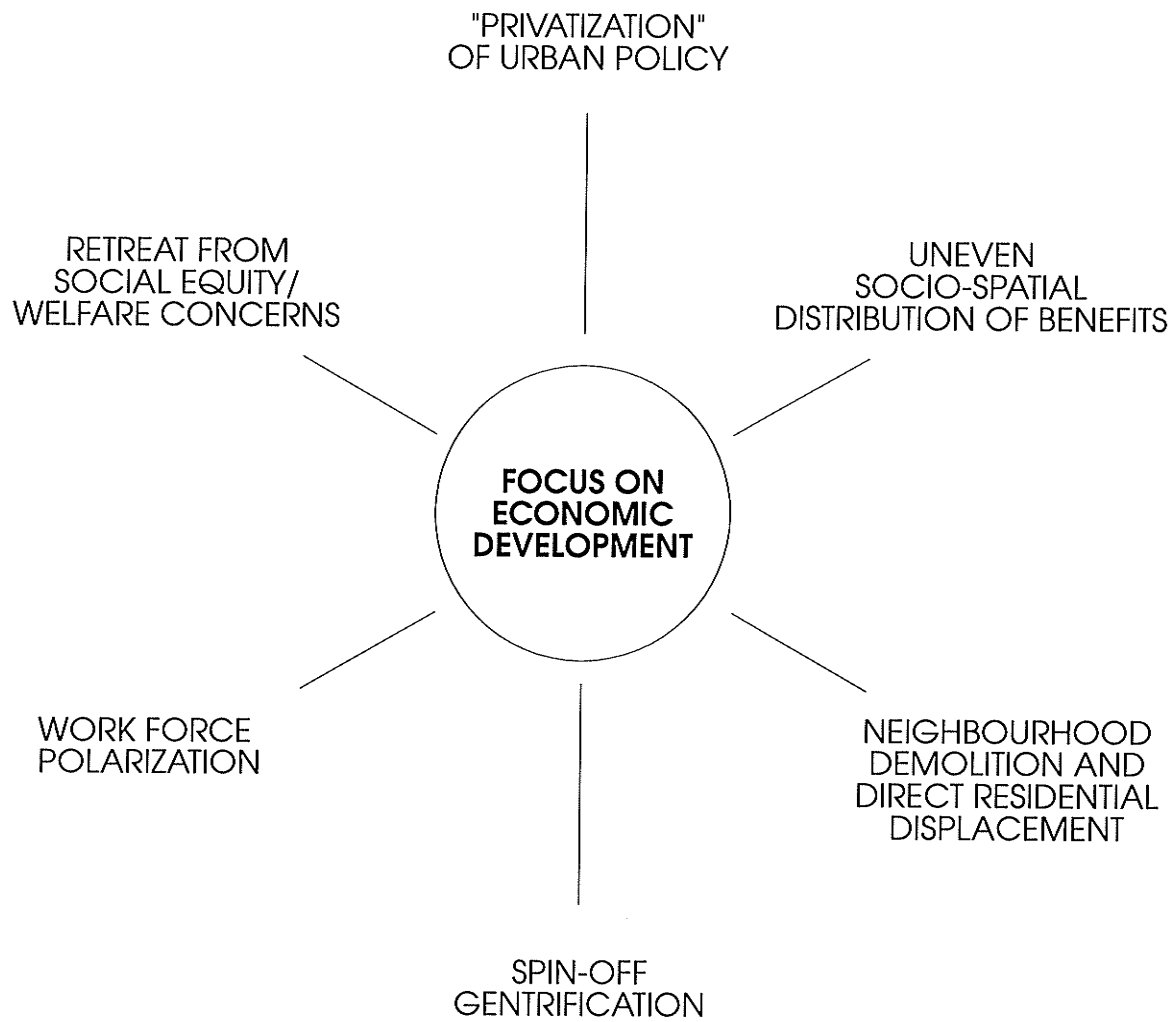 "PRIVATIZATION"
OF URBAN POLICY
RETREAT FROM
SOCIAL EQUITY/
WELFARE CONCERNS
UNEVEN
SOCIO-SPATIAL
DISTRIBUTION OF BENEFITS
FOCUS ON
ECONOMIC
DEVELOPMENT
WORK FORCE
POLARIZATION
NEIGHBOURHOOD
DEMOLITION AND
DIRECT RESIDENTIAL
DISPLACEMENT
SPIN-OFF
GENTRIFICATION